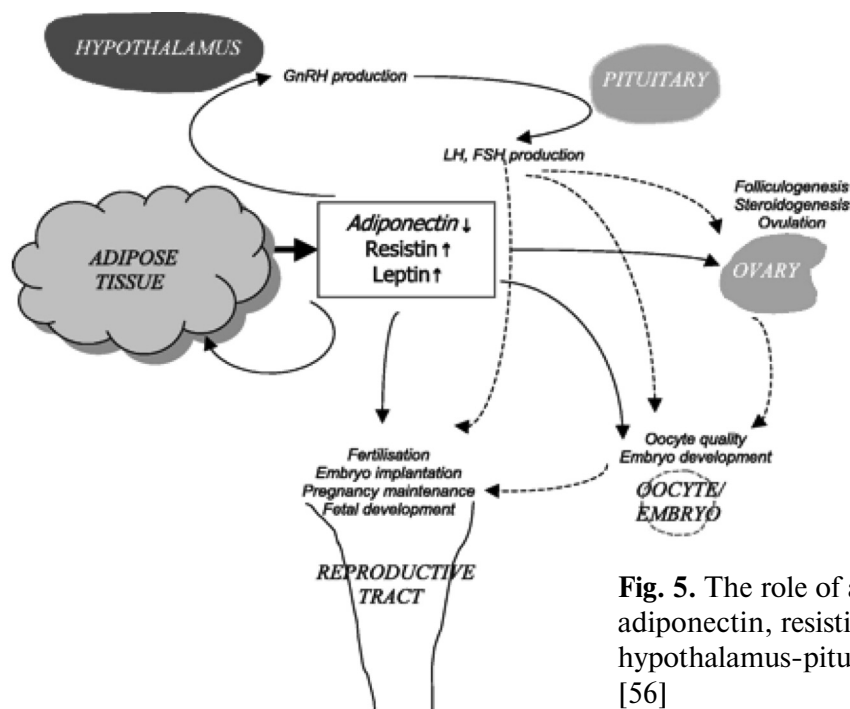 HYPOTHALAMUS
GnRH production
PITUITARY
LH, FSH production
Folliculogenesis
Steroidogenesis
Ovulation
Adiponectin ↓
Resistin ↑
Leptin ↑
ADIPOSE
TISSUE
OVARY
Fertilisation
Embryo implantation
Pregnancy maintenance
Fetal development
Oocyte quality
Embryo development
OOCYTE/
EMBRYO
REPRODUCTIVE
TRACT
Fig. 5. The role of
adiponectin,
hypothalamus-
[56]